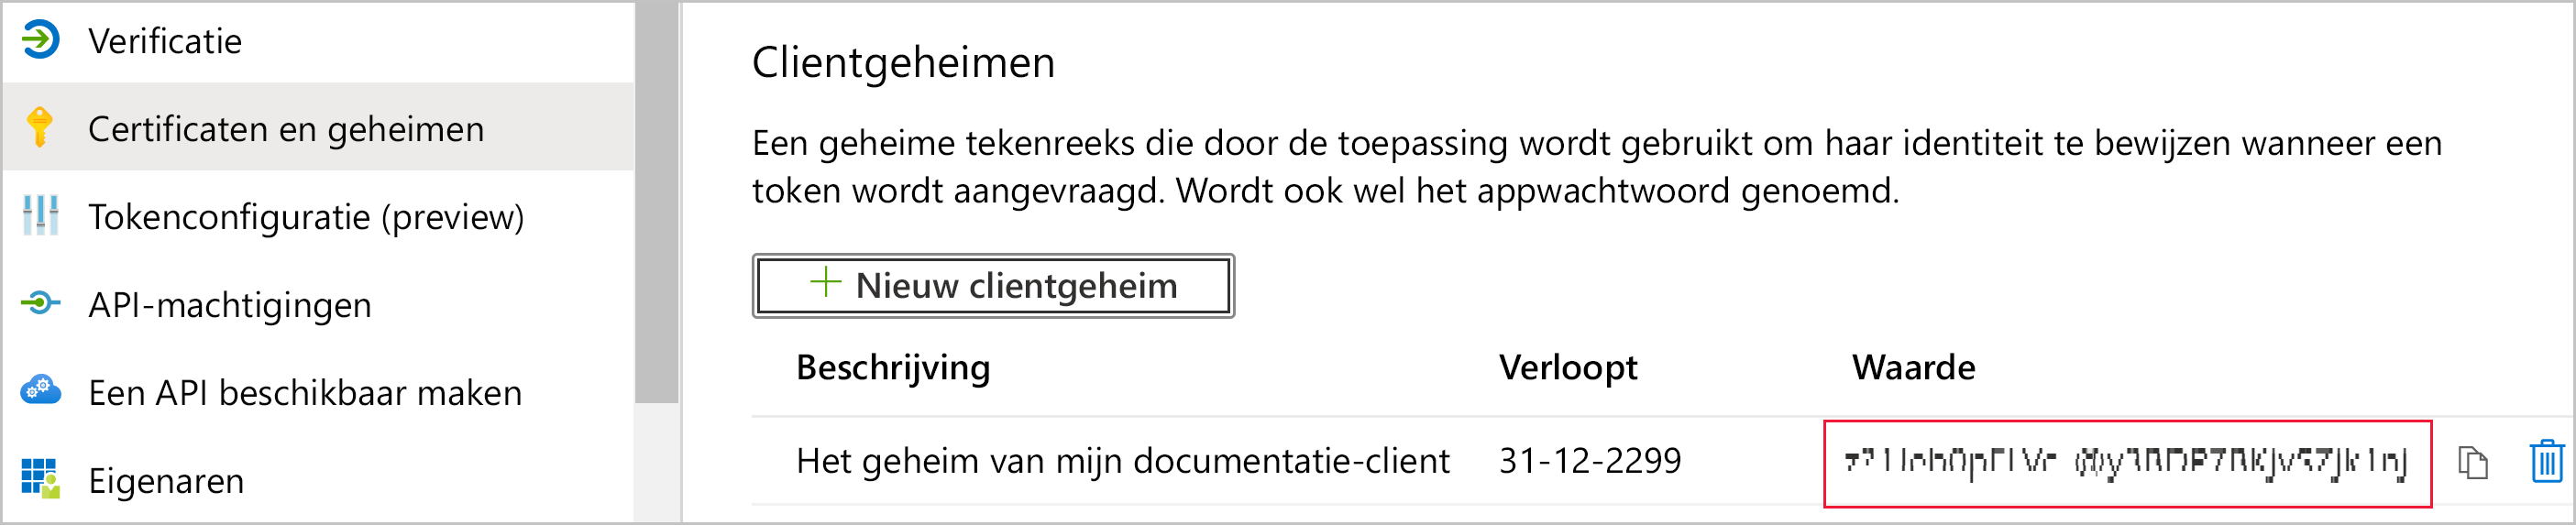 Verificatie
Certificaten en geheimen
Tokenconfiguratie (preview)
API-machtigingen
Een API beschikbaar maken
Eigenaren
Clientgeheimen
Een geheime tekenreeks die door de toepassing wordt gebruikt om haar identiteit te bewijzen wanneer een
token wordt aangevraagd. Wordt ook wel het appwachtwoord genoemd.
Nieuw clientgeheim
Beschrijving Verloopt Waarde
Het geheim van mijn documentatie-client 31-12-2299